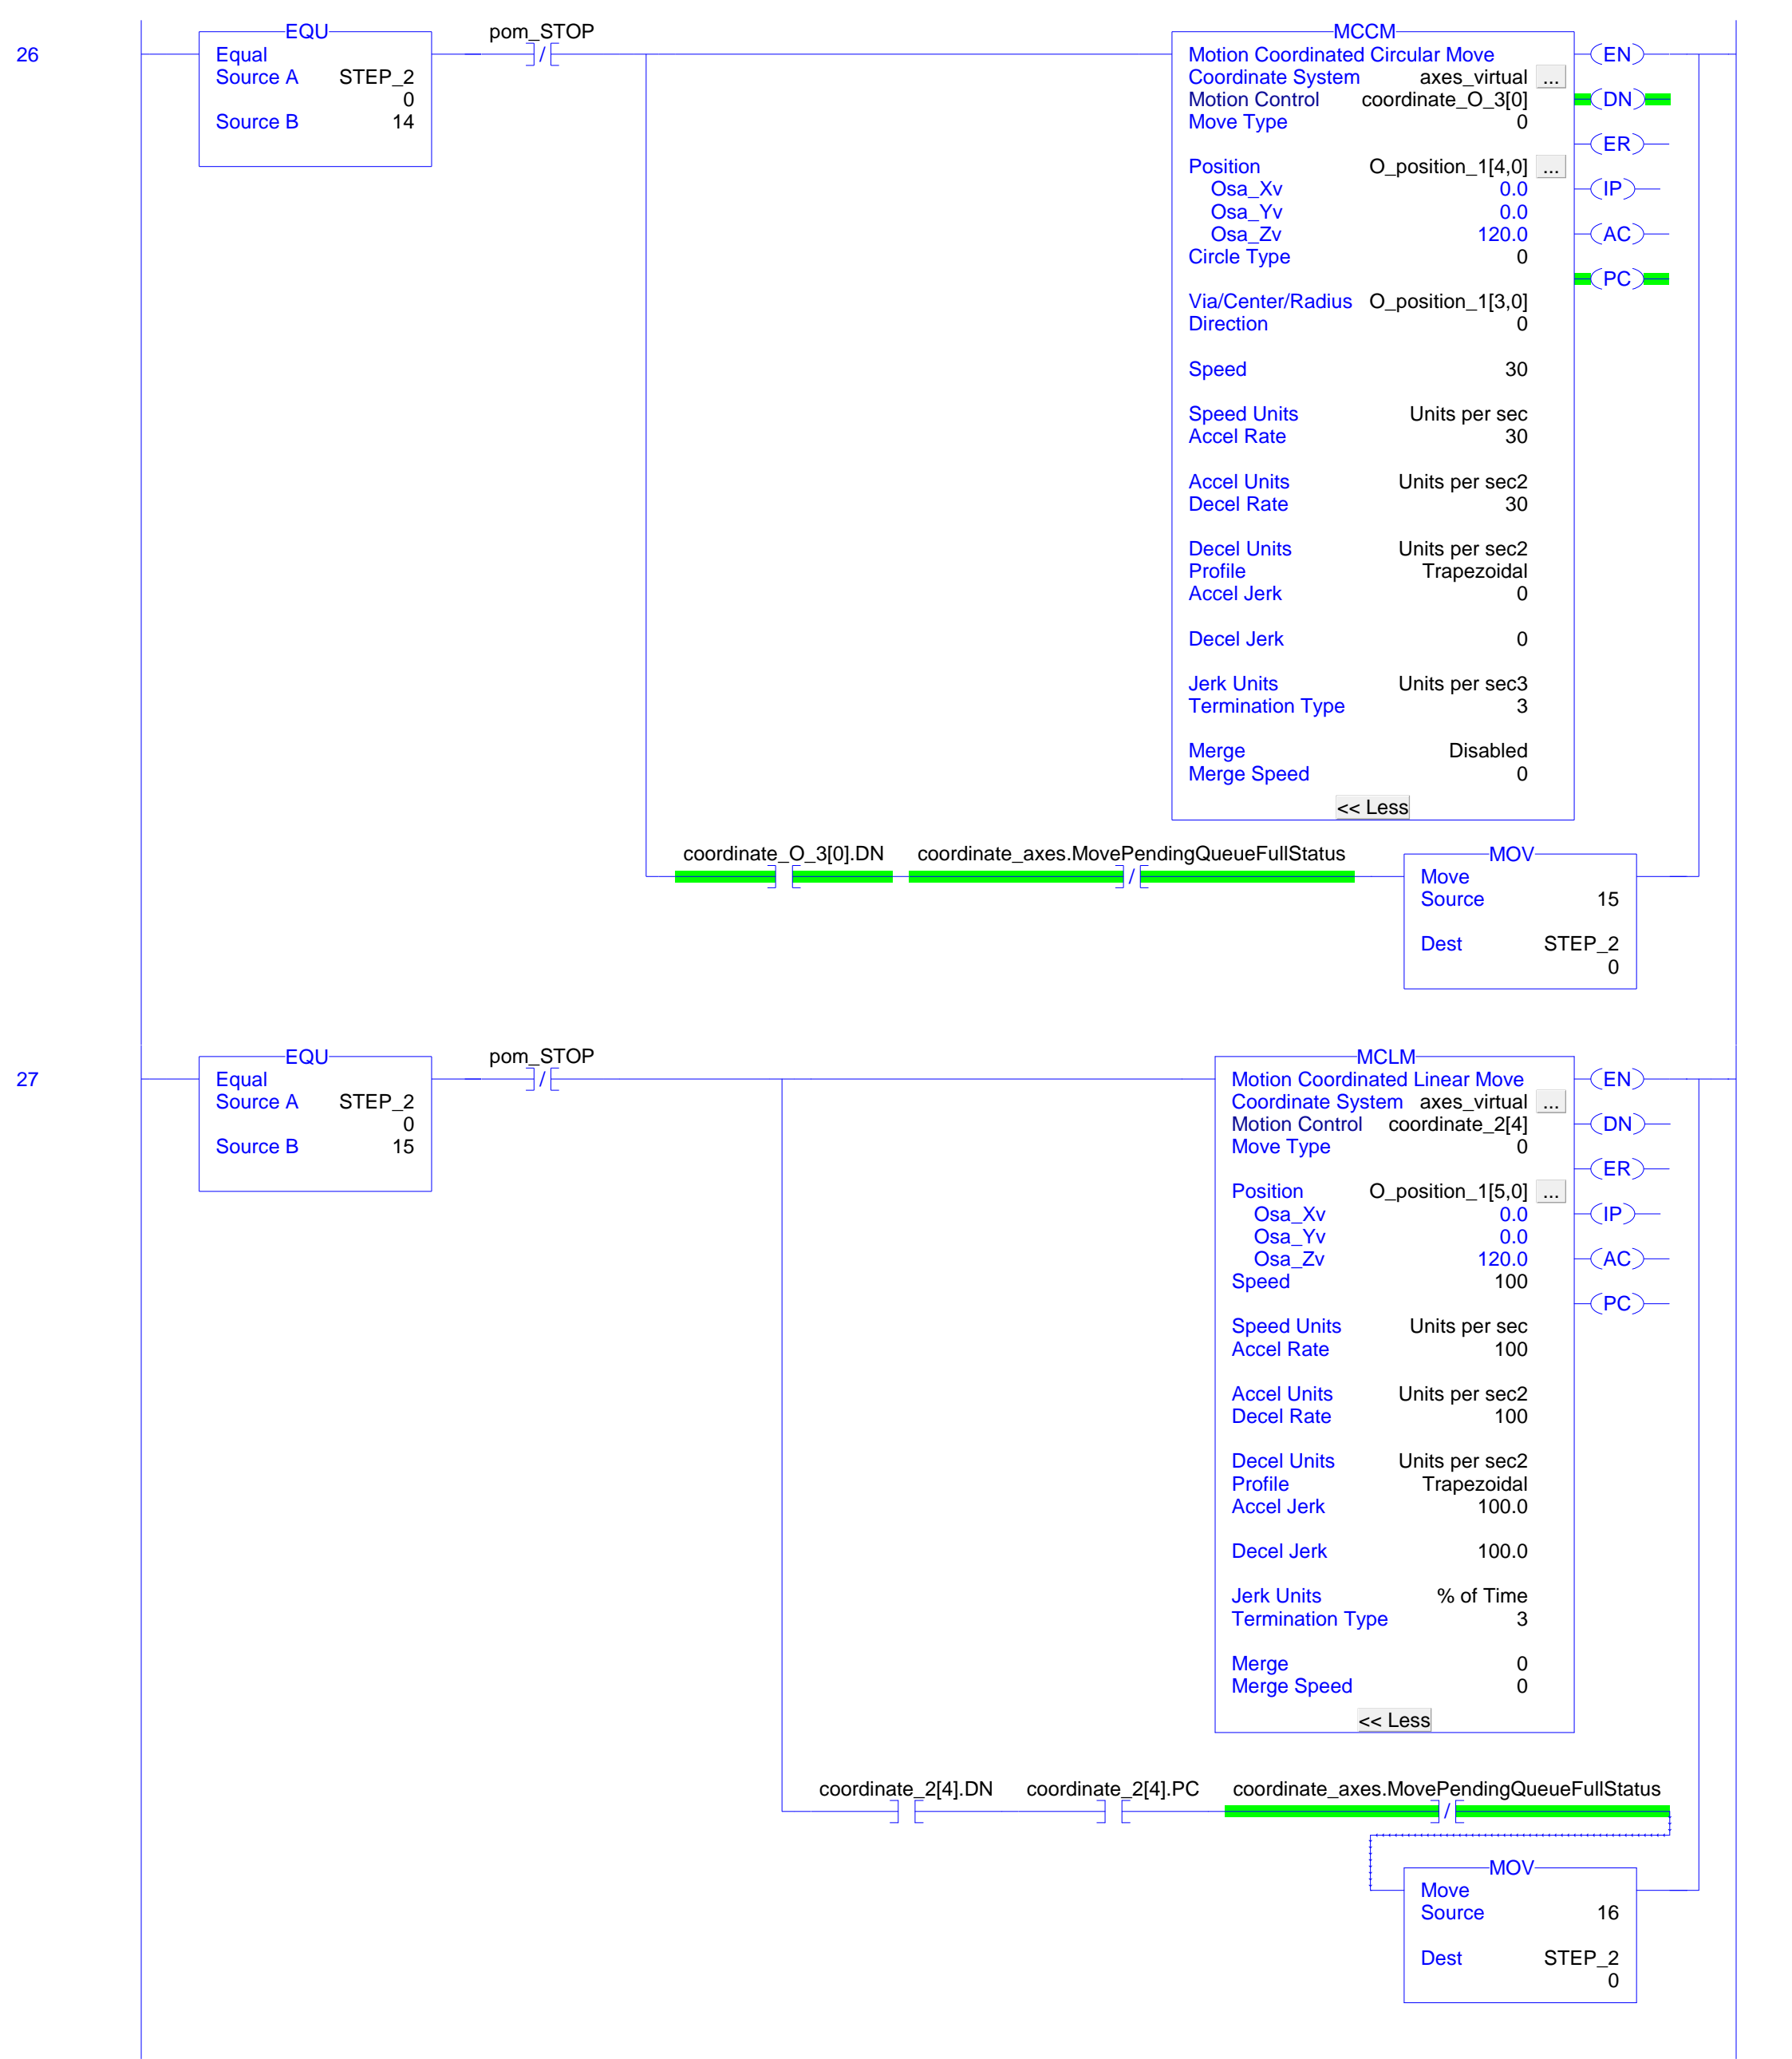 26
EQU
Equal
Source A STEP_2
0
Source B 14
pom_STOP
MCCM
Motion Coordinated Circular Move
Coordinate System axes_virtual ...
Motion Control coordinate_O_3[0]
Move Type 0
Position O_position_1[4,0] ...
Osa_Xv 0.0
Osa_Yv 0.0
Osa_Zv 120.0
Circle Type 0
Via/Center/Radius O_position_1[3,0]
Direction 0
Speed 30
Speed Units Units per sec
Accel Rate 30
Accel Units Units per sec2
Decel Rate 30
Decel Units Units per sec2
Profile Trapezoidal
Accel Jerk 0
Decel Jerk 0
Jerk Units Units per sec3
Termination Type 3
Merge Disabled
Merge Speed 0
<< Less
EN
DN
ER
IP
AC
PC
coordinate_O_3[0].DN
coordinate_axes.MovePendingQueueFullStatus
MOV
Move
Source 15
Dest STEP_2
0
27
EQU
Equal
Source A STEP_2
0
Source B 15
pom_STOP
MCLM
Motion Coordinated Linear Move
Coordinate System axes_virtual ...
Motion Control coordinate_2[4]
Move Type 0
Position O_position_1[5,0] ...
Osa_Xv 0.0
Osa_Yv 0.0
Osa_Zv 120.0
Speed 100
Speed Units Units per sec
Accel Rate 100
Accel Units Units per sec2
Decel Rate 100
Decel Units Units per sec2
Profile Trapezoidal
Accel Jerk 100.0
Decel Jerk 100.0
Jerk Units % of Time
Termination Type 3
Merge 0
Merge Speed 0
<< Less
EN
DN
ER
IP
AC
PC
coordinate_2[4].DN
coordinate_2[4].PC
coordinate_axes.MovePendingQueueFullStatus
MOV
Move
Source 16
Dest STEP_2
0